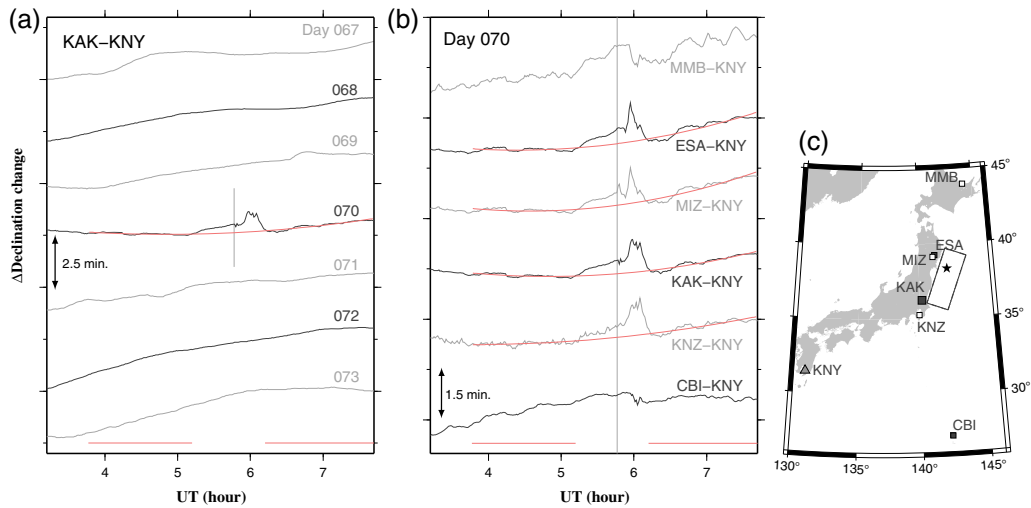 (a)
KAK–KNY
Day 067
068
069
070
071
072
073
2.5 min.
ΔDeclination change
4
5
6
7
UT (hour)
(b)
Day 070
MMB–KNY
ESA–KNY
MIZ–KNY
KAK–KNY
KNZ–KNY
CBI–KNY
1.5 min.
4
5
6
7
UT (hour)
(c)
MMB
ESA
MIZ
KAK
KNZ
KNY
CBI
45°
40°
35°
30°
130°
135°
140°
145°